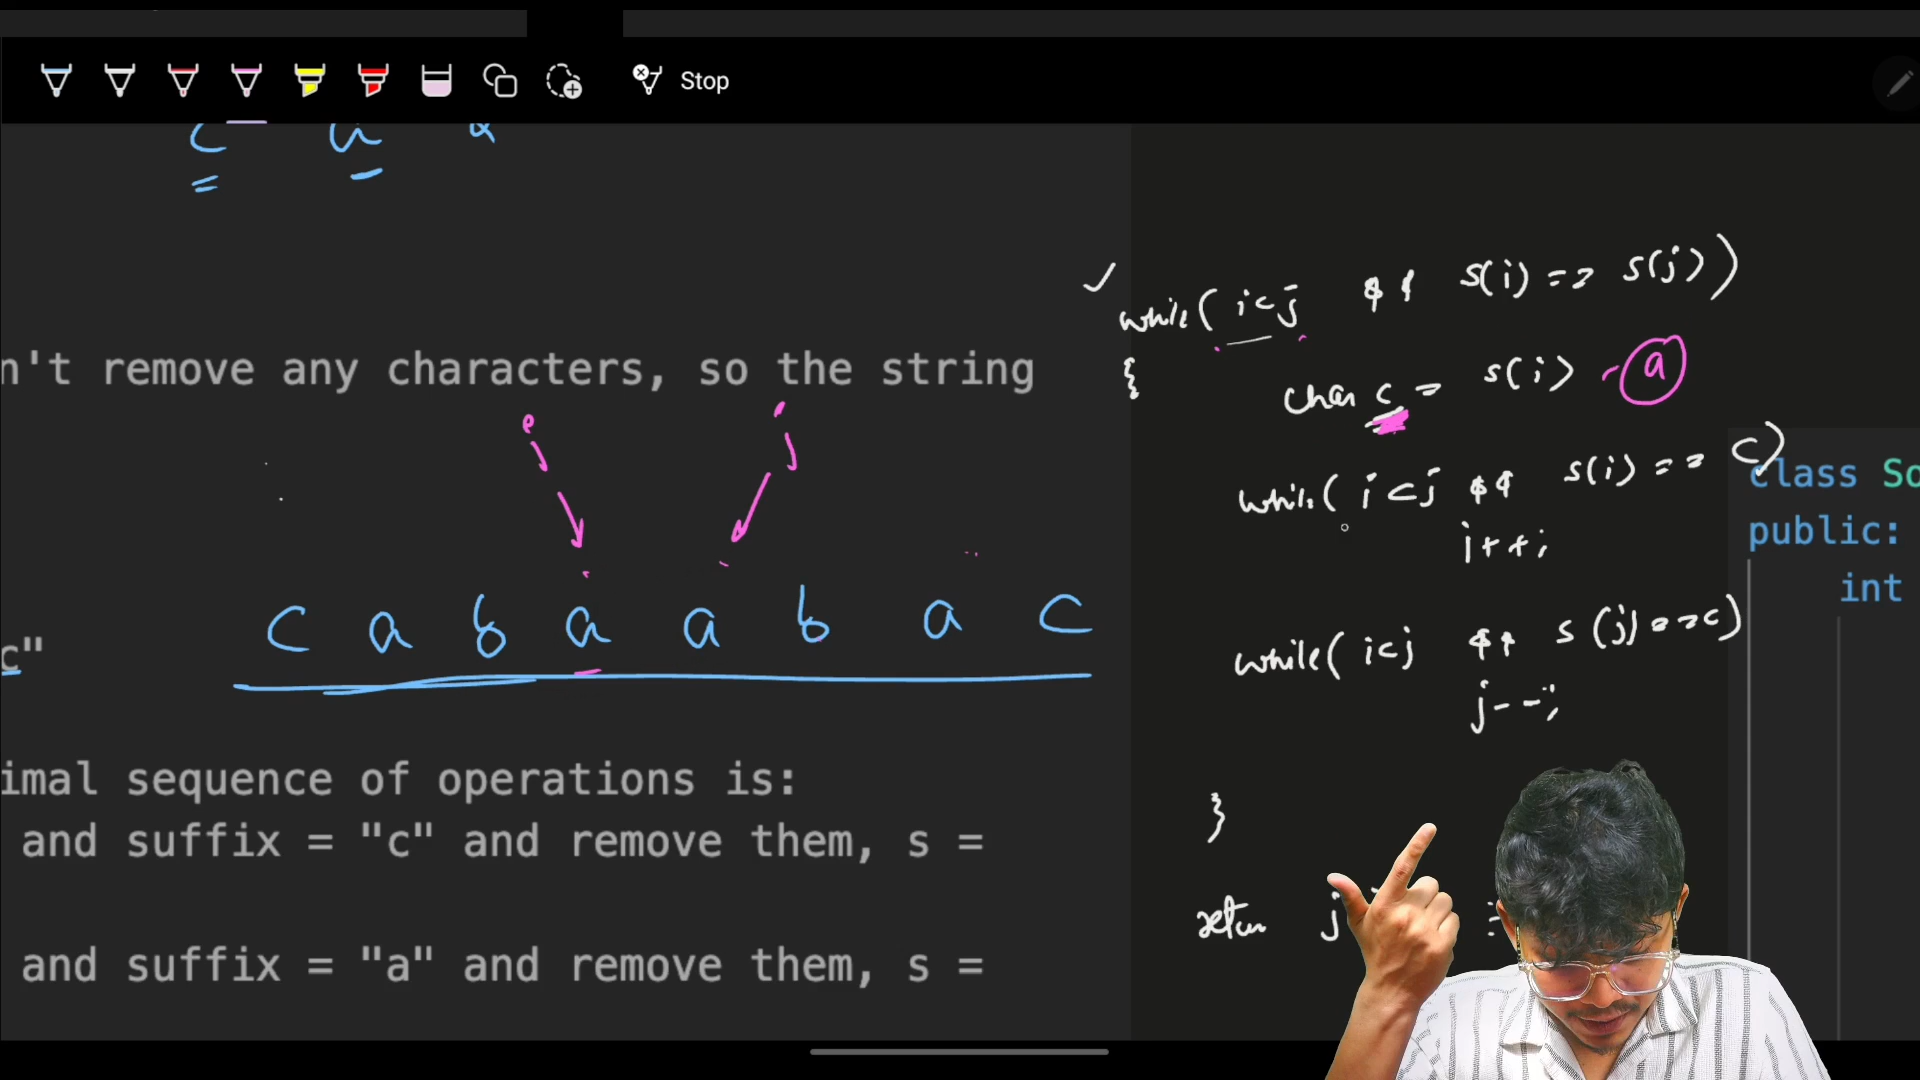 Stop
c a a
while( i<j && s(i) == s(j))
{
n't remove any characters, so the string
char c = s(i) - a
while( i<j && s(i) == c)
class So
public:
i++;
int
c a b a a b a c
c"
while( i<j && s(j)==c)
j--;
imal sequence of operations is:
}
and suffix = "c" and remove them, s =
return j
and suffix = "a" and remove them, s =